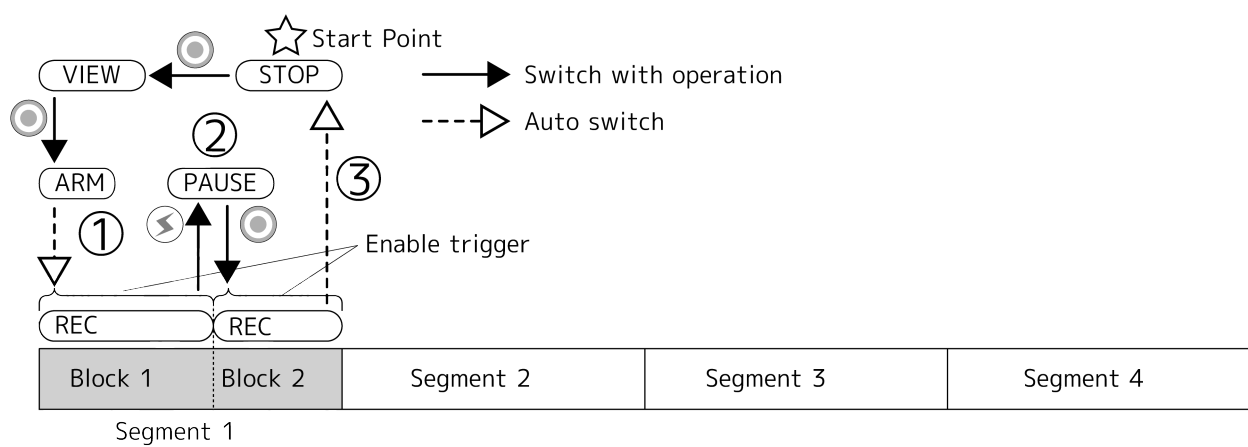 Start Point
VIEW
STOP
Switch with operation
Auto switch
②
ARM
PAUSE
③
①
Enable trigger
REC
REC
Block 1
Block 2
Segment 2
Segment 3
Segment 4
Segment 1